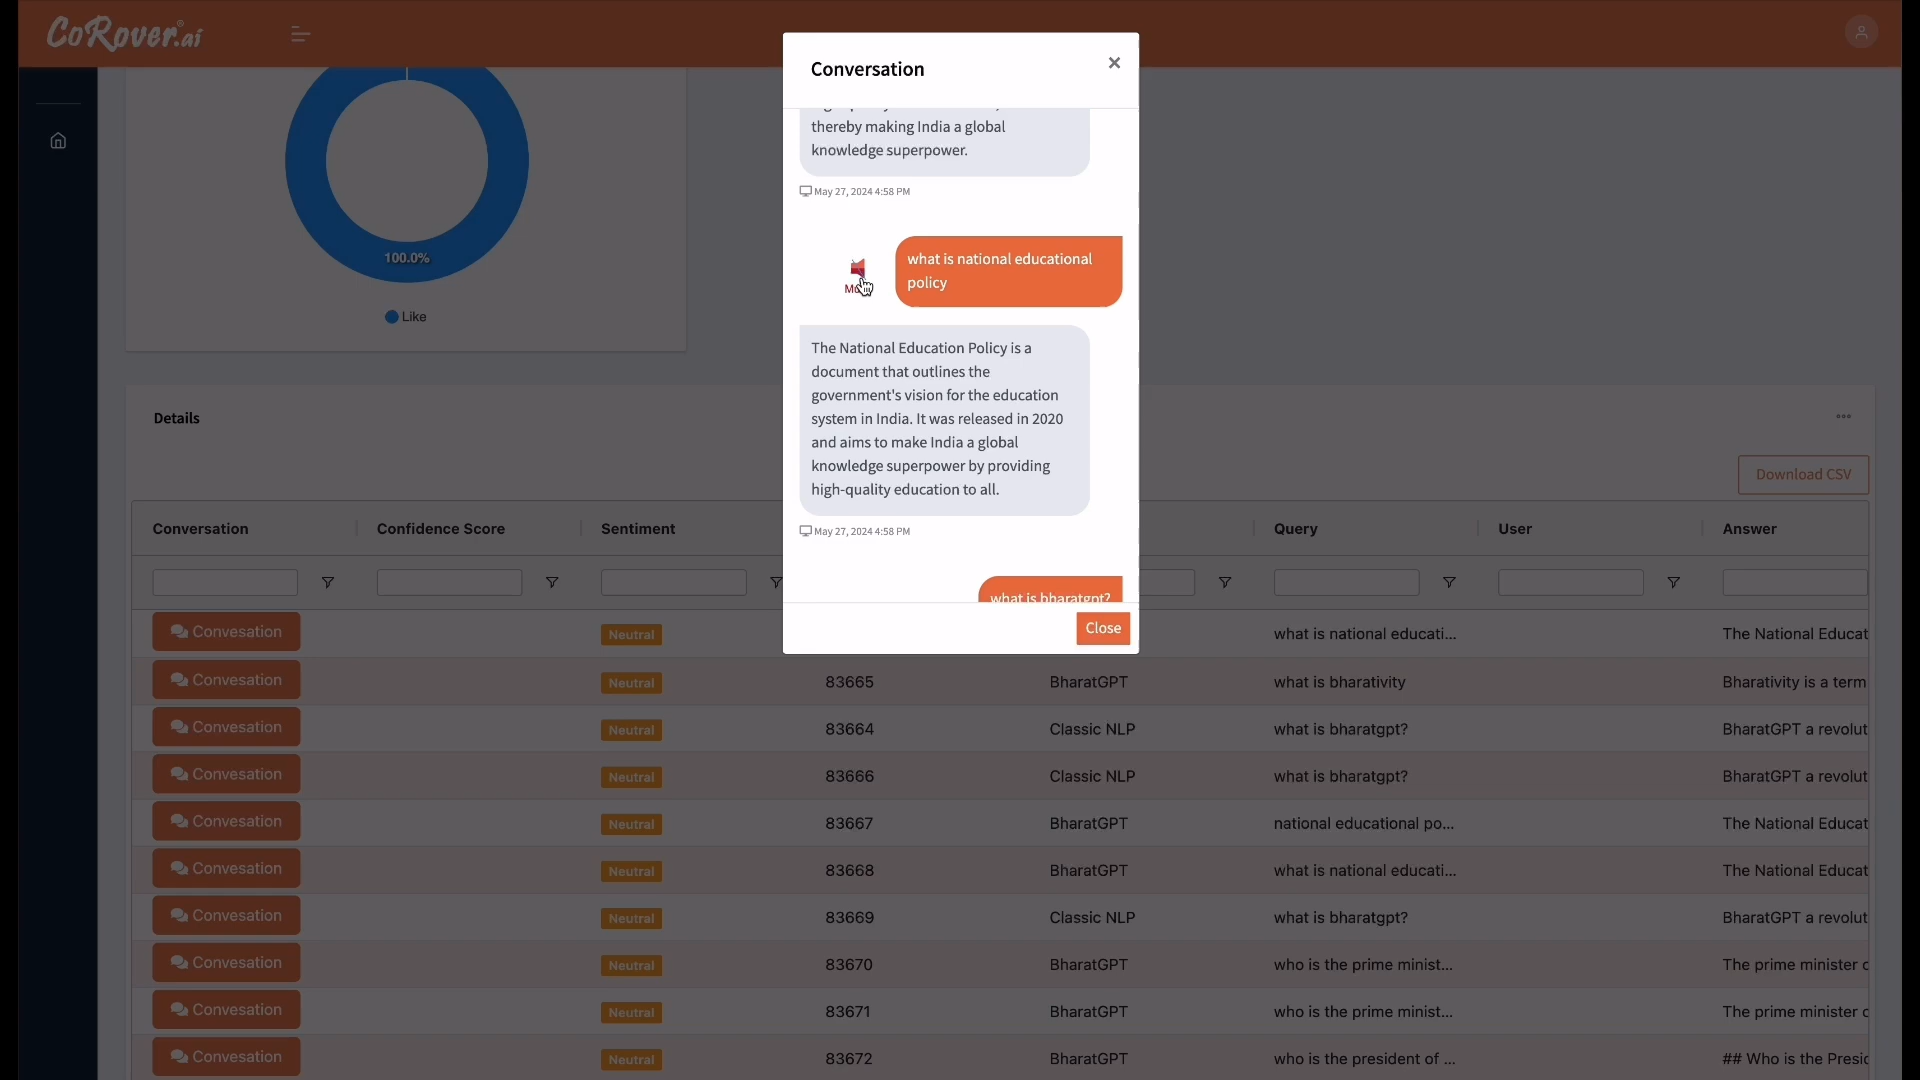 CoRover.ai
Conversation
thereby making India a global
knowledge superpower.
May 27, 2024 4:58 PM
what is national educational
policy
The National Education Policy is a
document that outlines the
government's vision for the education
system in India. It was released in 2020
and aims to make India a global
knowledge superpower by providing
high-quality education to all.
May 27, 2024 4:58 PM
what is bharatgpt?
Close
100.0%
Like
Details
Download CSV
Conversation Confidence Score Sentiment Query User Answer
Convesation Neutral what is national educati... The National Educat
Convesation Neutral 83665 BharatGPT what is bharativity Bharativity is a term
Convesation Neutral 83664 Classic NLP what is bharatgpt? BharatGPT a revolut
Convesation Neutral 83666 Classic NLP what is bharatgpt? BharatGPT a revolut
Convesation Neutral 83667 BharatGPT national educational po... The National Educat
Convesation Neutral 83668 BharatGPT what is national educati... The National Educat
Convesation Neutral 83669 Classic NLP what is bharatgpt? BharatGPT a revolut
Convesation Neutral 83670 BharatGPT who is the prime minist... The prime minister
Convesation Neutral 83671 BharatGPT who is the prime minist... The prime minister
Convesation Neutral 83672 BharatGPT who is the president of ... ## Who is the Presi